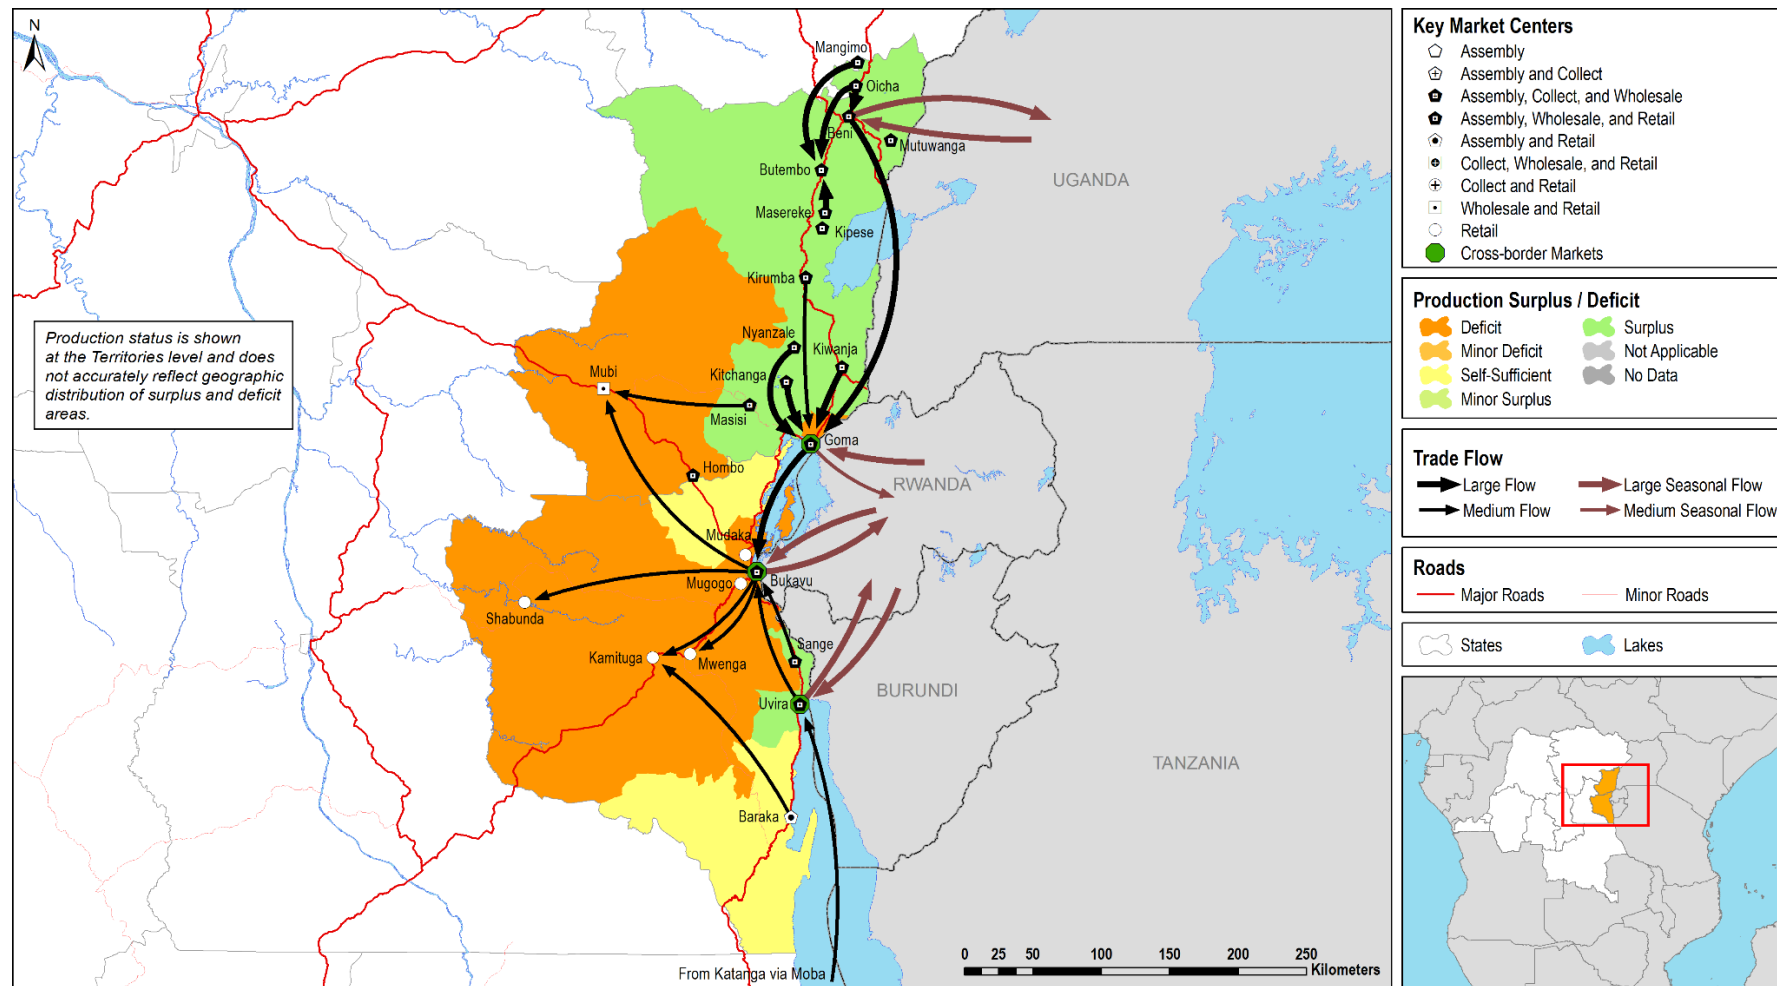 N
Mangimo
Oicha
Beni
Mutuwanga
Butembo
UGANDA
Masereke
Kipese
Kirumba
Production status is shown
at the Territories level and does
not accurately reflect geographic
distribution of surplus and deficit
areas.
Nyanzale
Kiwanja
Mubi
Kitchanga
Masisi
Goma
Hombo
RWANDA
Mudaka
Mugogo
Bukavu
Shabunda
Sange
Kamituga
Mwenga
BURUNDI
Uvira
TANZANIA
Baraka
From Katanga via Moba
0 25 50 100 150 200 250
Kilometers
Key Market Centers
Assembly
Assembly and Collect
Assembly, Collect, and Wholesale
Assembly, Wholesale, and Retail
Assembly and Retail
Collect, Wholesale, and Retail
Collect and Retail
Wholesale and Retail
Retail
Cross-border Markets
Production Surplus / Deficit
Deficit
Minor Deficit
Self-Sufficient
Minor Surplus
Surplus
Not Applicable
No Data
Trade Flow
Large Flow
Medium Flow
Large Seasonal Flow
Medium Seasonal Flow
Roads
Major Roads
Minor Roads
States
Lakes